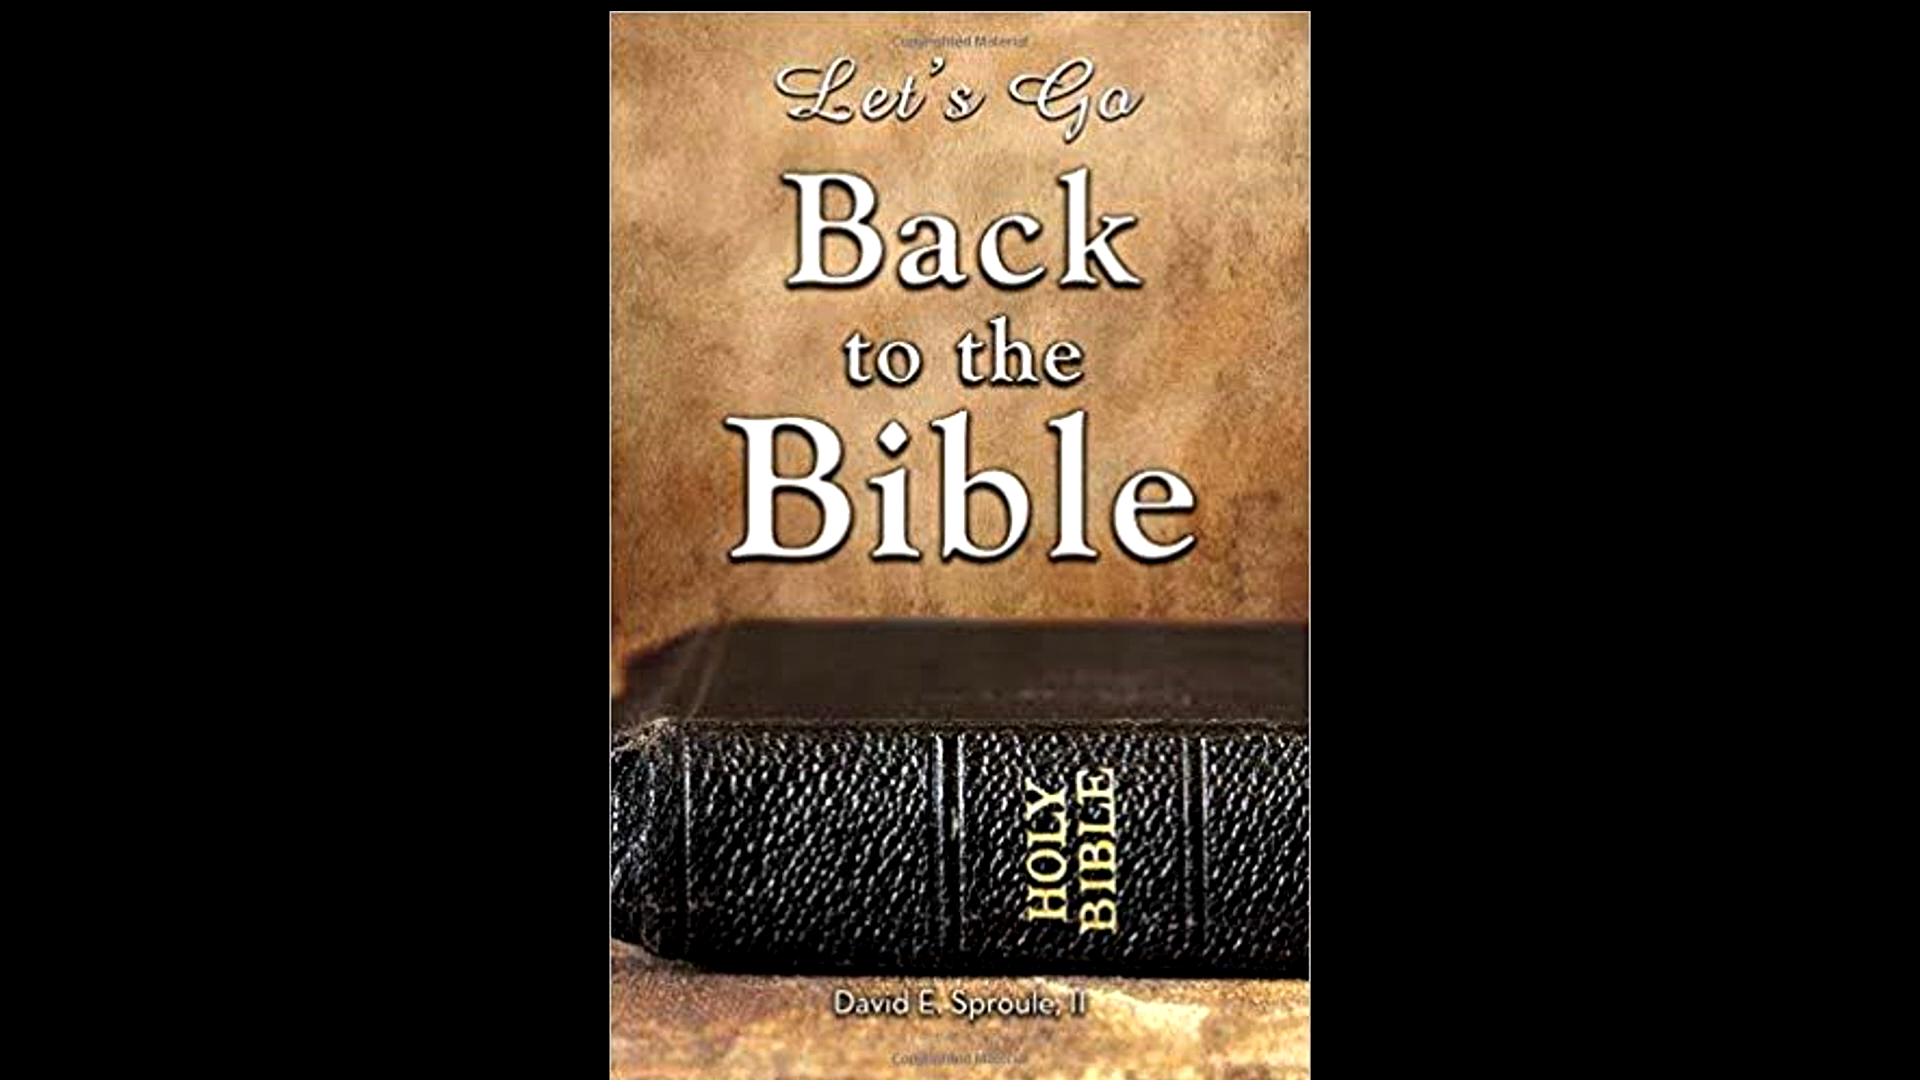 Copyrighted Material
Let's Go
Back
to the
Bible
HOLY
BIBLE
David E. Sproule, II
Copyrighted Material